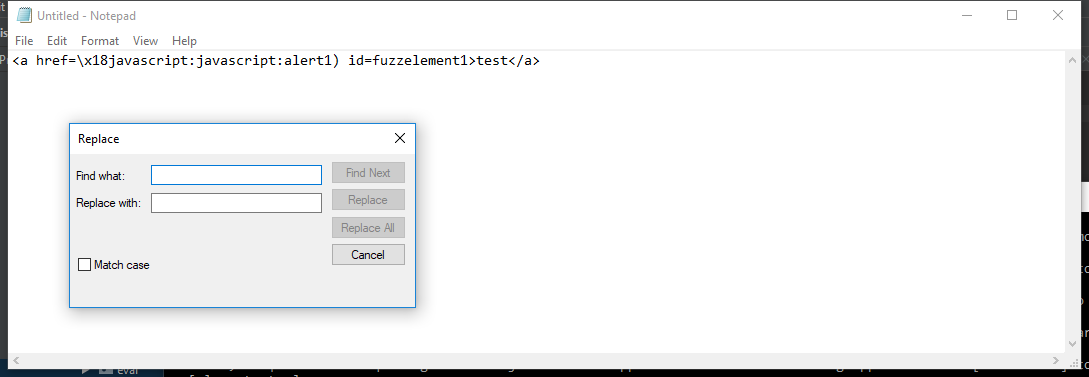 Untitled - Notepad
File Edit Format View Help
<a href=\x18javascript:javascript:alert1) id=fuzzelement1>test</a>
Replace
Find what:
Find Next
Replace with:
Replace
Replace All
Cancel
Match case
eval